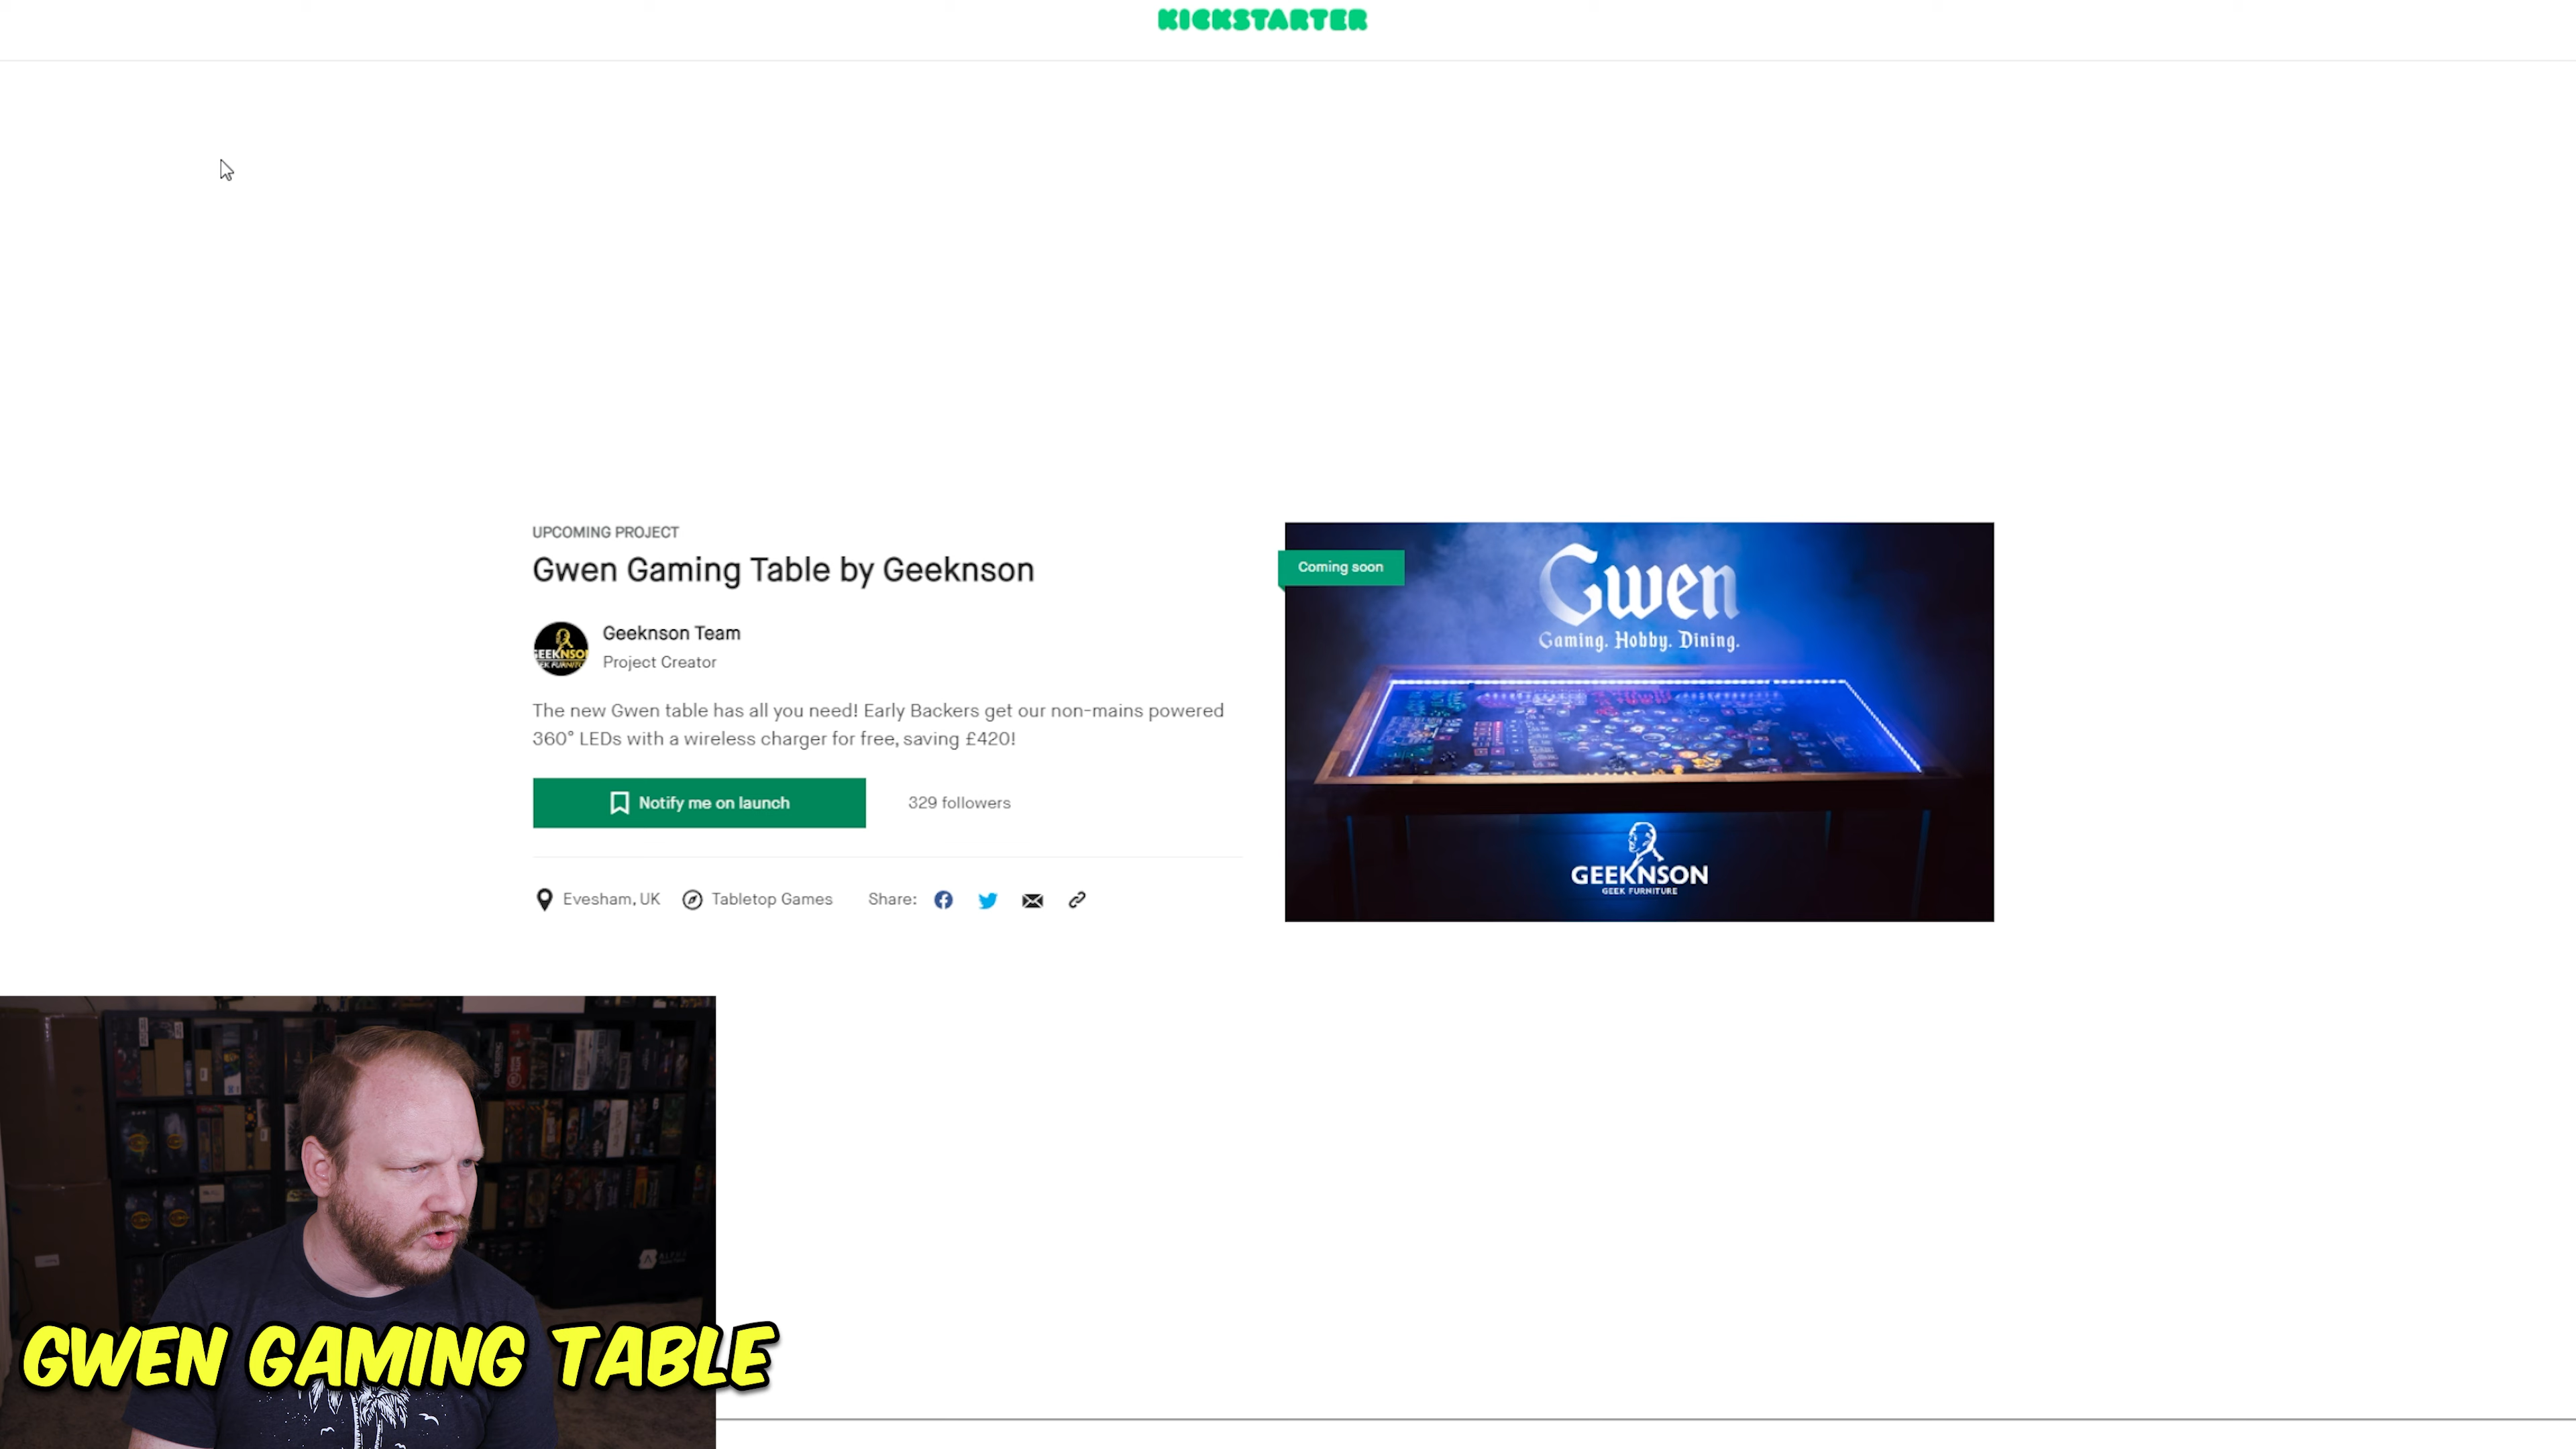 KICKSTARTER
UPCOMING PROJECT
Gwen Gaming Table by Geeknson
Geeknson Team
Project Creator
The new Gwen table has all you need! Early Backers get our non-mains powered
360° LEDs with a wireless charger for free, saving £420!
Notify me on launch
329 followers
Evesham, UK
Tabletop Games
Share:
Coming soon
Gwen
Gaming. Hobby. Dining.
GEEKNSON
GEEK FURNITURE
GWEN GAMING TABLE